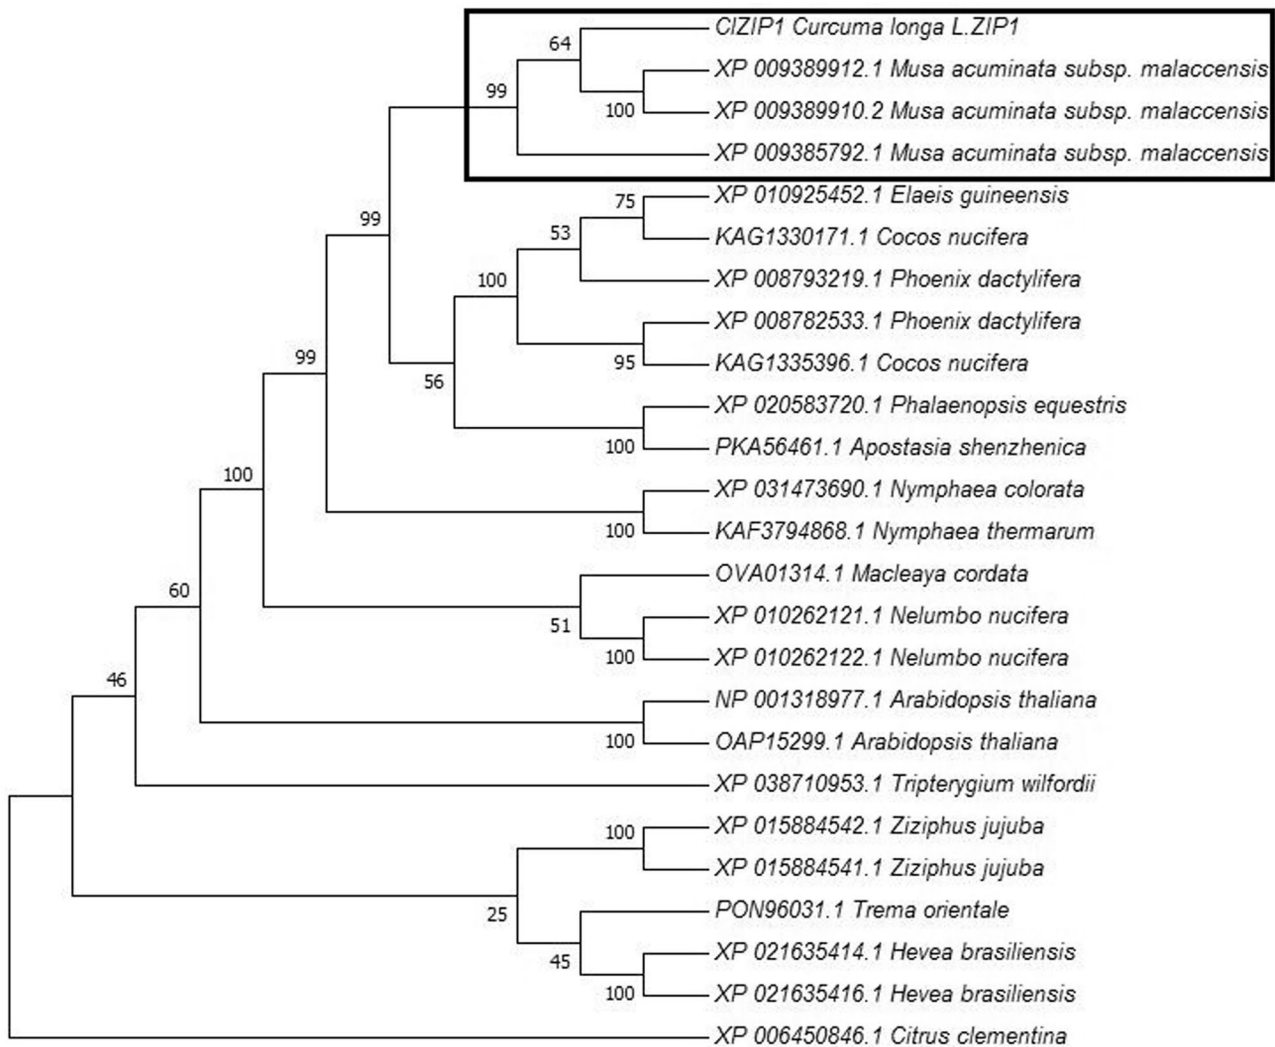 ClZIP1 Curcuma longa L.ZIP1
64
XP 009389912.1 Musa acuminata subsp. malaccensis
99
100
XP 009389910.2 Musa acuminata subsp. malaccensis
XP 009385792.1 Musa acuminata subsp. malaccensis
75
XP 010925452.1 Elaeis guineensis
99
53
KAG1330171.1 Cocos nucifera
100
XP 008793219.1 Phoenix dactylifera
XP 008782533.1 Phoenix dactylifera
99
95
KAG1335396.1 Cocos nucifera
56
XP 020583720.1 Phalaenopsis equestris
100
PKA56461.1 Apostasia shenzhenica
100
XP 031473690.1 Nymphaea colorata
100
KAF3794868.1 Nymphaea thermarum
OVA01314.1 Macleaya cordata
60
51
XP 010262121.1 Nelumbo nucifera
100
XP 010262122.1 Nelumbo nucifera
46
NP 001318977.1 Arabidopsis thaliana
100
OAP15299.1 Arabidopsis thaliana
XP 038710953.1 Tripterygium wilfordii
100
XP 015884542.1 Ziziphus jujuba
XP 015884541.1 Ziziphus jujuba
25
PON96031.1 Trema orientale
45
XP 021635414.1 Hevea brasiliensis
100
XP 021635416.1 Hevea brasiliensis
XP 006450846.1 Citrus clementina